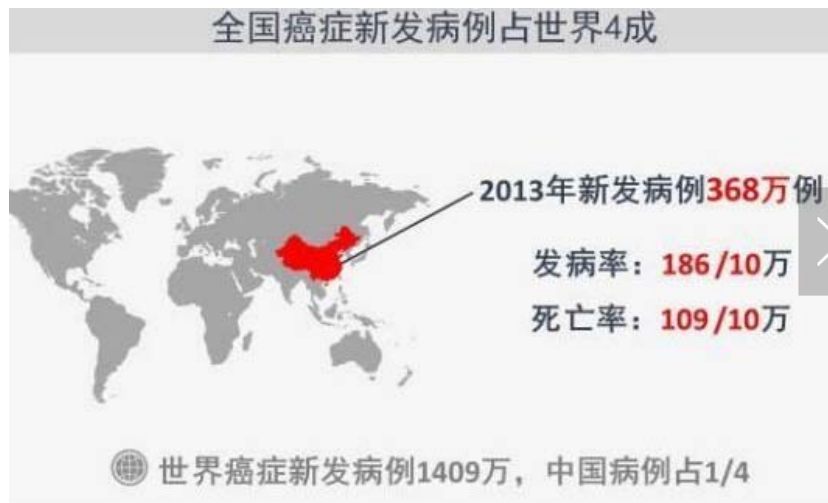 全国癌症新发病例占世界4成
2013年新发病例368万例
发病率：186/10万
死亡率：109/10万
世界癌症新发病例1409万，中国病例占1/4